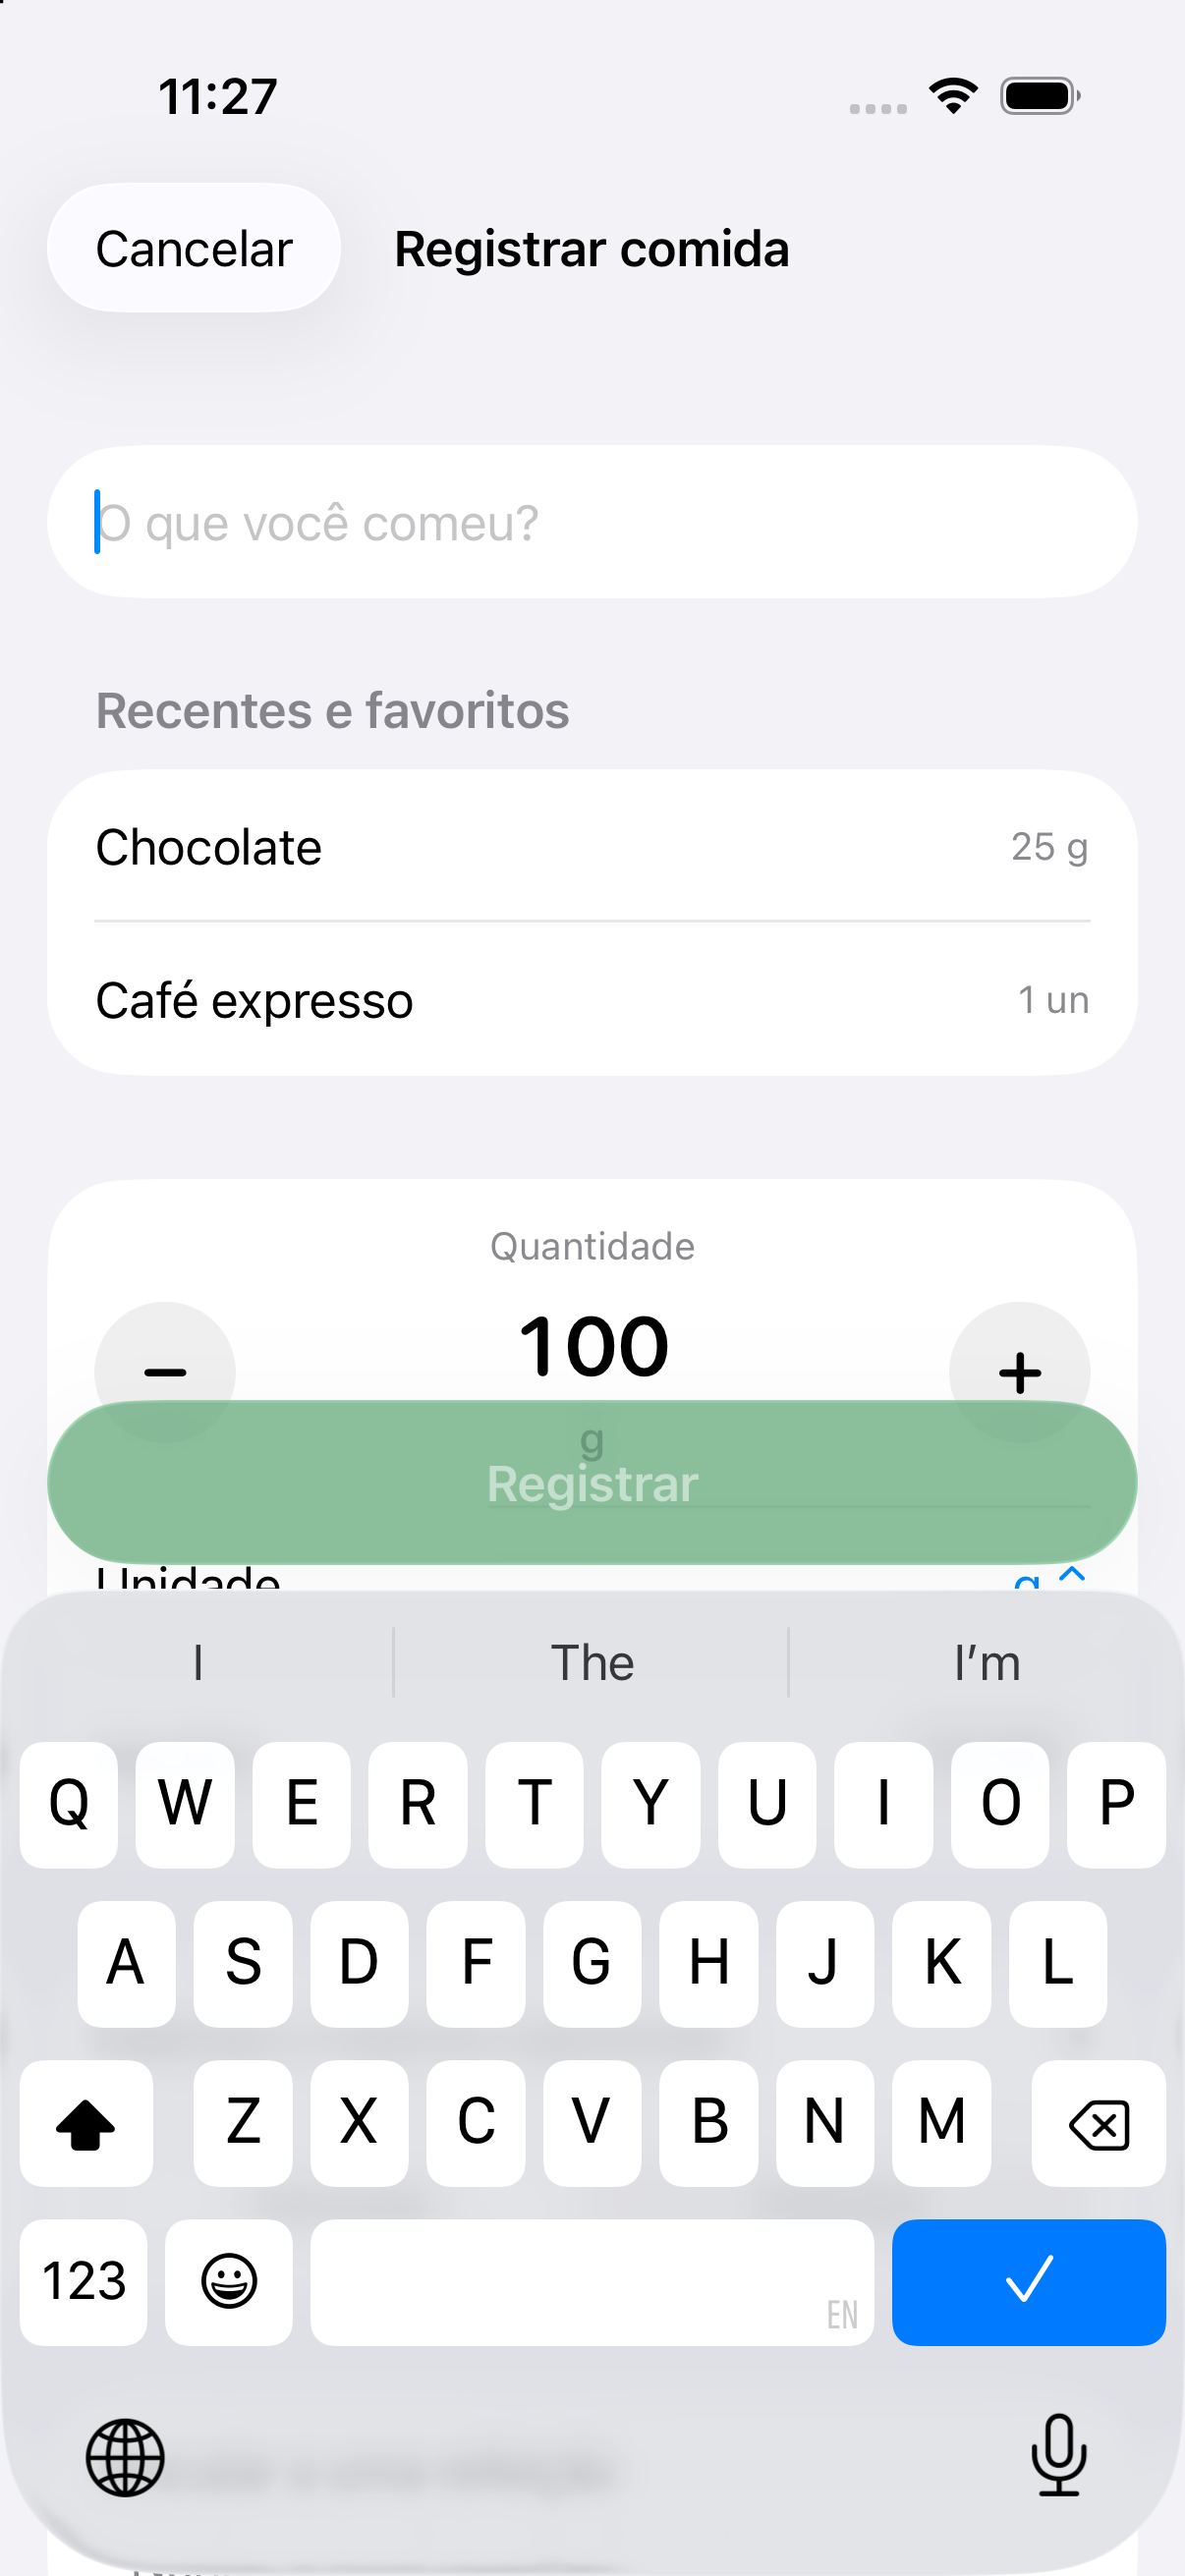 11:27
Cancelar
Registrar comida
O que você comeu?
Recentes e favoritos
Chocolate 25 g
Café expresso 1 un
Quantidade
100
g
Registrar
Unidade g
I The I'm
Q W E R T Y U I O P
A S D F G H J K L
Z X C V B N M
123 EN